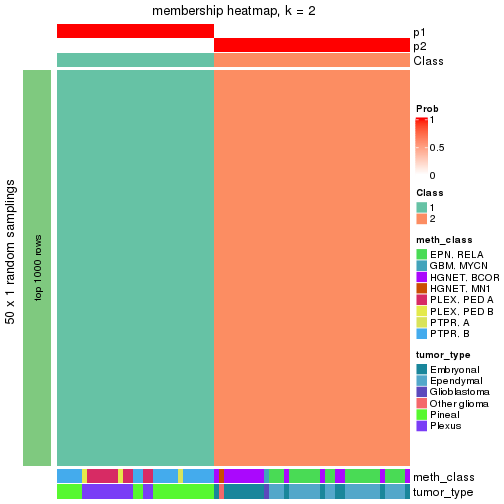 membership heatmap, k = 2
p1
p2
Class
50 x 1 random samplings
top 1000 rows
Prob
1
0.5
0
Class
1
2
meth_class
EPN. RELA
GBM. MYCN
HGNET. BCOR
HGNET. MN1
PLEX. PED A
PLEX. PED B
PTPR. A
PTPR. B
tumor_type
Embryonal
Ependymal
Glioblastoma
Other glioma
Pineal
Plexus
meth_class
tumor_type